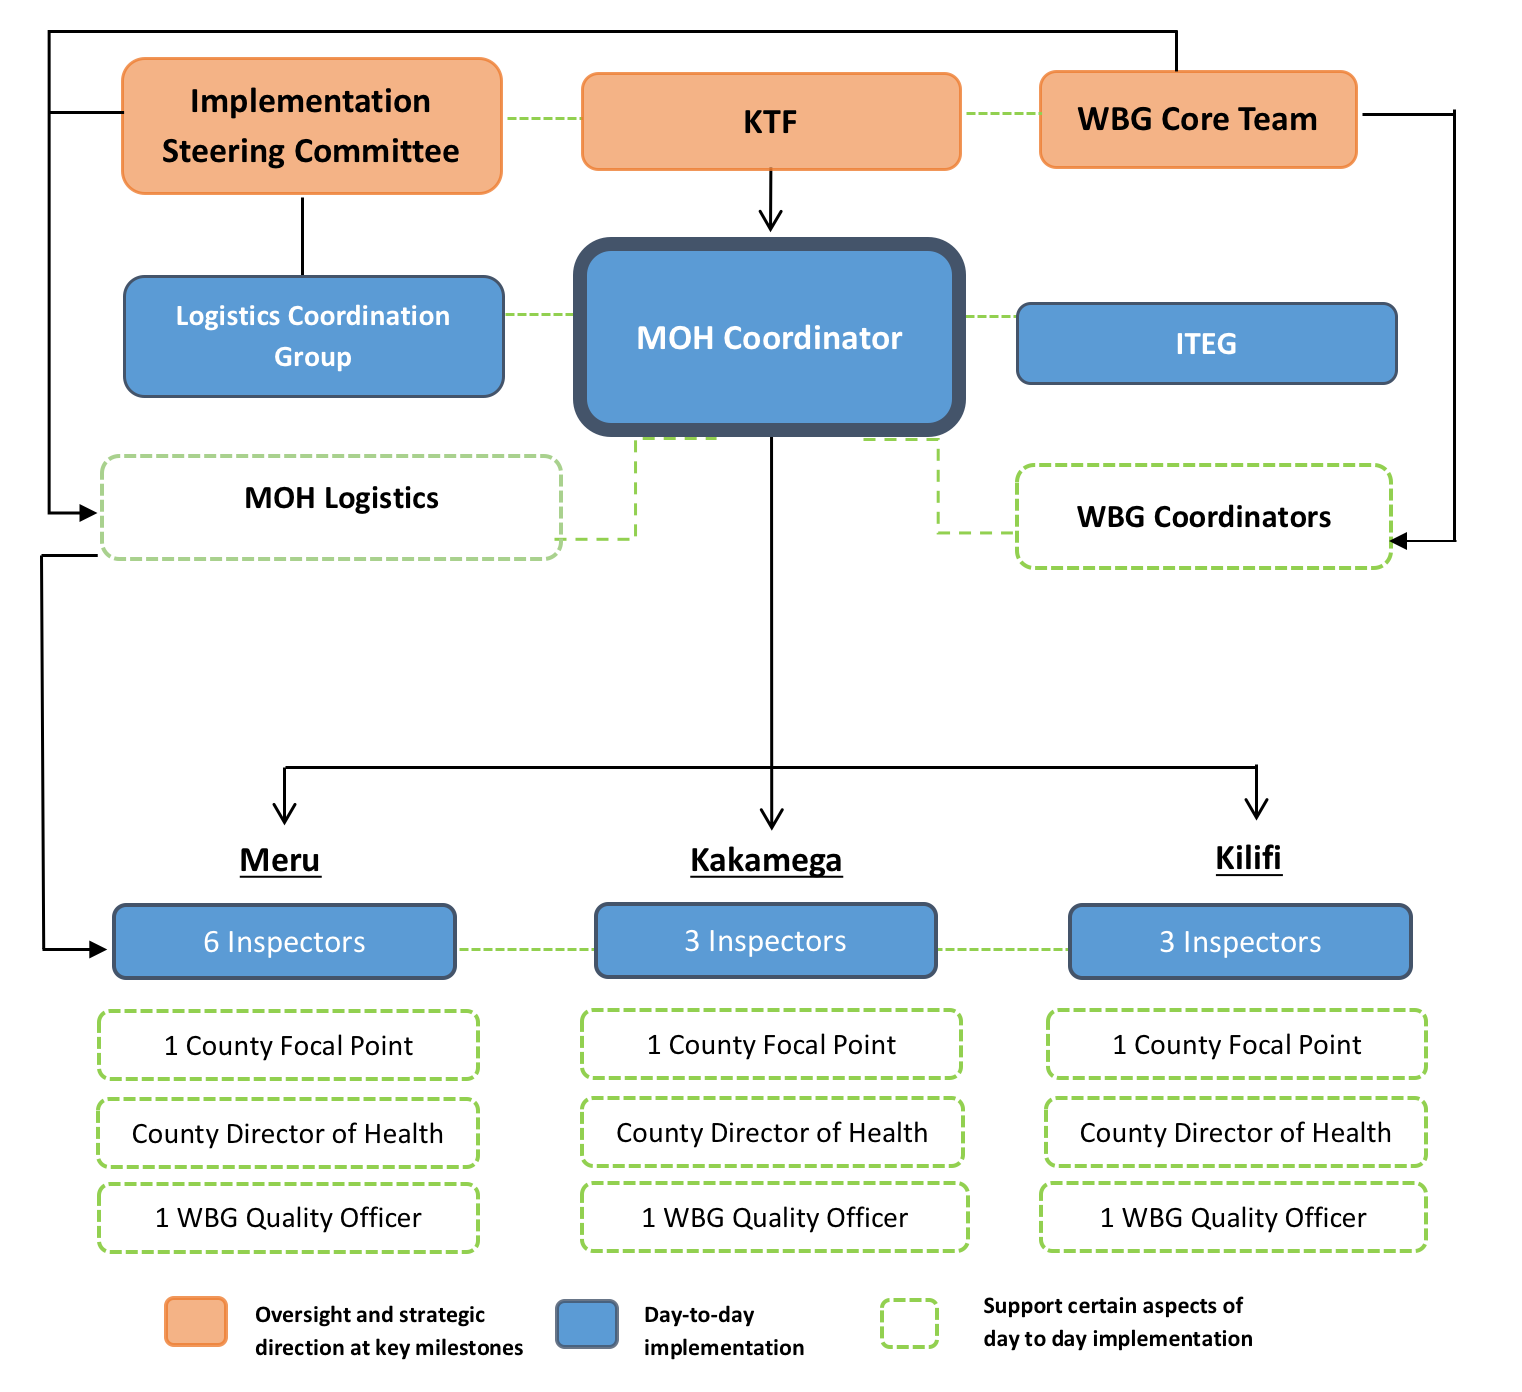 Implementation
Steering Committee
KTF
WBG Core Team
Logistics Coordination
Group
MOH Coordinator
ITEG
MOH Logistics
WBG Coordinators
Meru
Kakamega
Kilifi
6 Inspectors
3 Inspectors
3 Inspectors
1 County Focal Point
1 County Focal Point
1 County Focal Point
County Director of Health
County Director of Health
County Director of Health
1 WBG Quality Officer
1 WBG Quality Officer
1 WBG Quality Officer
Oversight and strategic
direction at key milestones
Day-to-day
implementation
Support certain aspects of
day to day implementation